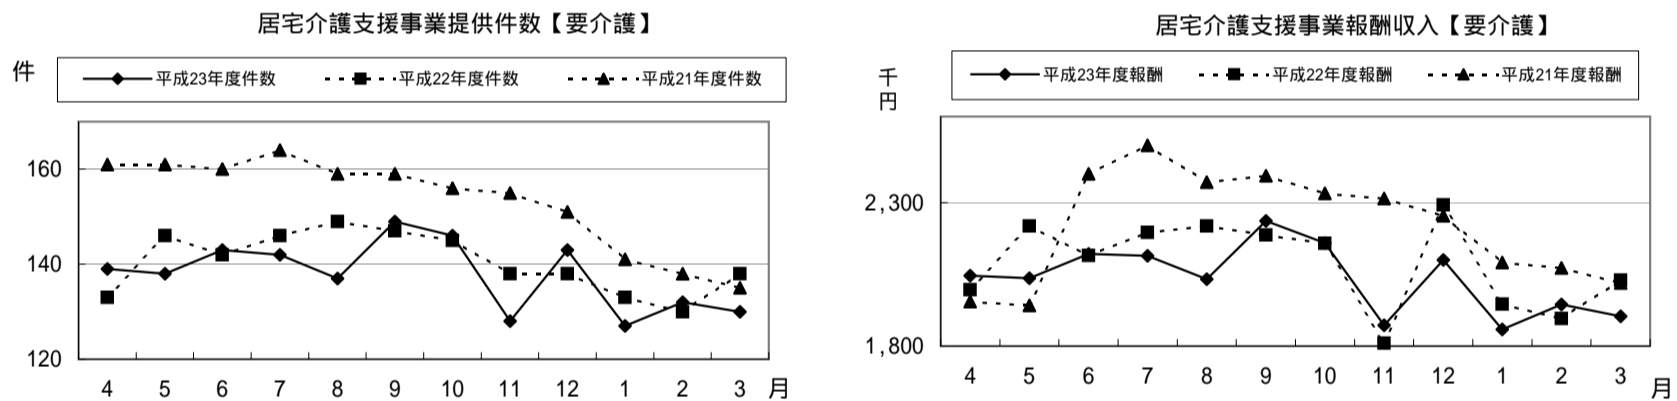 居宅介護支援事業提供件数【要介護】
件
平成23年度件数 平成22年度件数 平成21年度件数
160
140
120
4 5 6 7 8 9 10 11 12 1 2 3 月
居宅介護支援事業報酬収入【要介護】
千円
平成23年度報酬 平成22年度報酬 平成21年度報酬
2,300
1,800
4 5 6 7 8 9 10 11 12 1 2 3 月